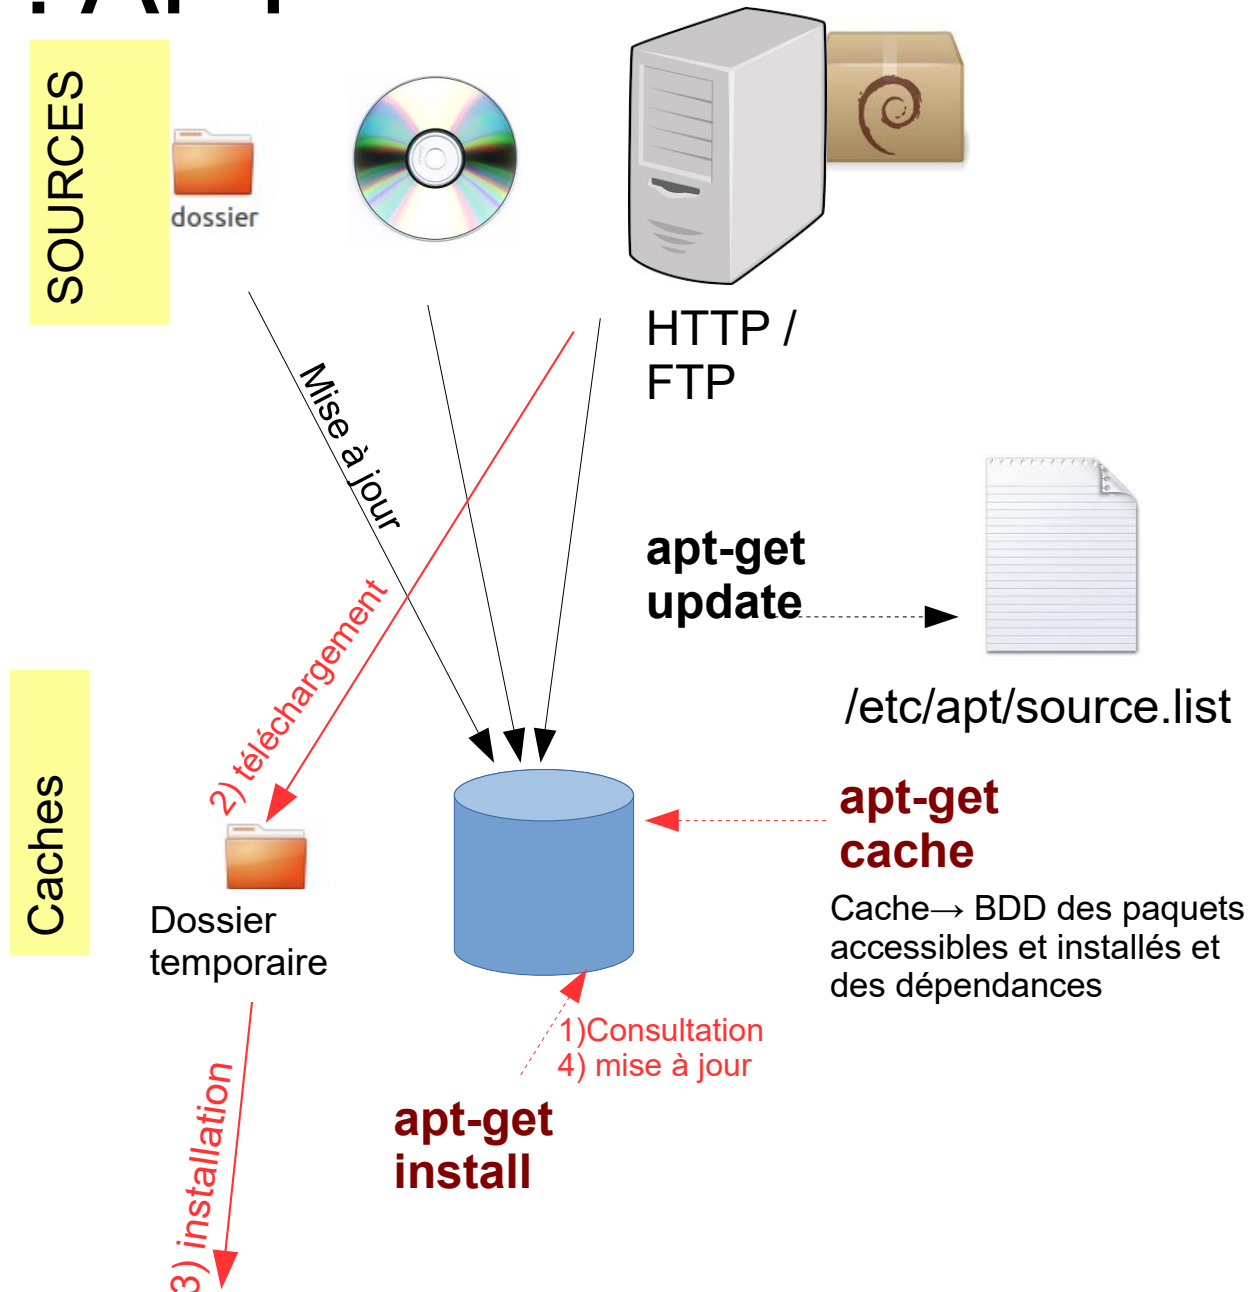 : APT
SOURCES
dossier
HTTP /
FTP
Mise à jour
apt-get
update
2) téléchargement
/etc/apt/source.list
Caches
apt-get
cache
Dossier
temporaire
Cache→ BDD des paquets
accessibles et installés et
des dépendances
1)Consultation
4) mise à jour
apt-get
install
3) installation